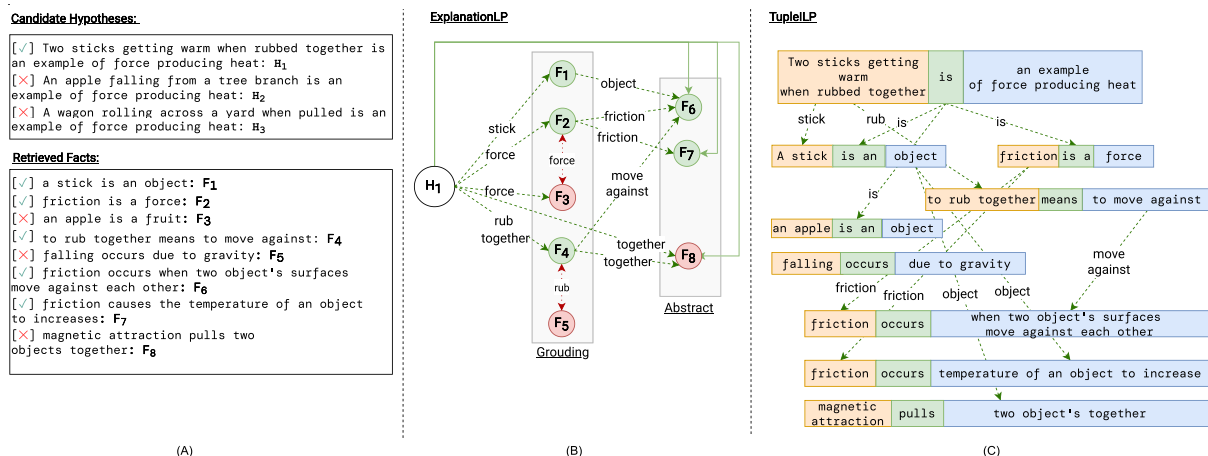 Candidate Hypotheses:
[✓] Two sticks getting warm when rubbed together is
an example of force producing heat: H1
[✕] An apple falling from a tree branch is an
example of force producing heat: H2
[✕] A wagon rolling across a yard when pulled is an
example of force producing heat: H3
Retrieved Facts:
[✓] a stick is an object: F1
[✓] friction is a force: F2
[✕] an apple is a fruit: F3
[✓] to rub together means to move against: F4
[✕] falling occurs due to gravity: F5
[✓] friction occurs when two object's surfaces
move against each other: F6
[✓] friction causes the temperature of an object
to increases: F7
[✕] magnetic attraction pulls two
objects together: F8
(A)
ExplanationLP
H1
stick
force
force
rub
together
F1
F2
force
F3
F4
rub
F5
Grouding
object
friction
friction
move
against
together
together
F6
F7
F8
Abstract
(B)
TupleILP
Two sticks getting
warm
when rubbed together
is
an example
of force producing heat
stick
rub
is
is
A stick
is an
object
friction
is a
force
is
to rub together
means
to move against
an apple
is an
object
falling
occurs
due to gravity
move
against
friction
friction
object
object
friction
occurs
when two object's surfaces
move against each other
friction
occurs
temperature of an object to increase
magnetic
attraction
pulls
two object's together
(C)